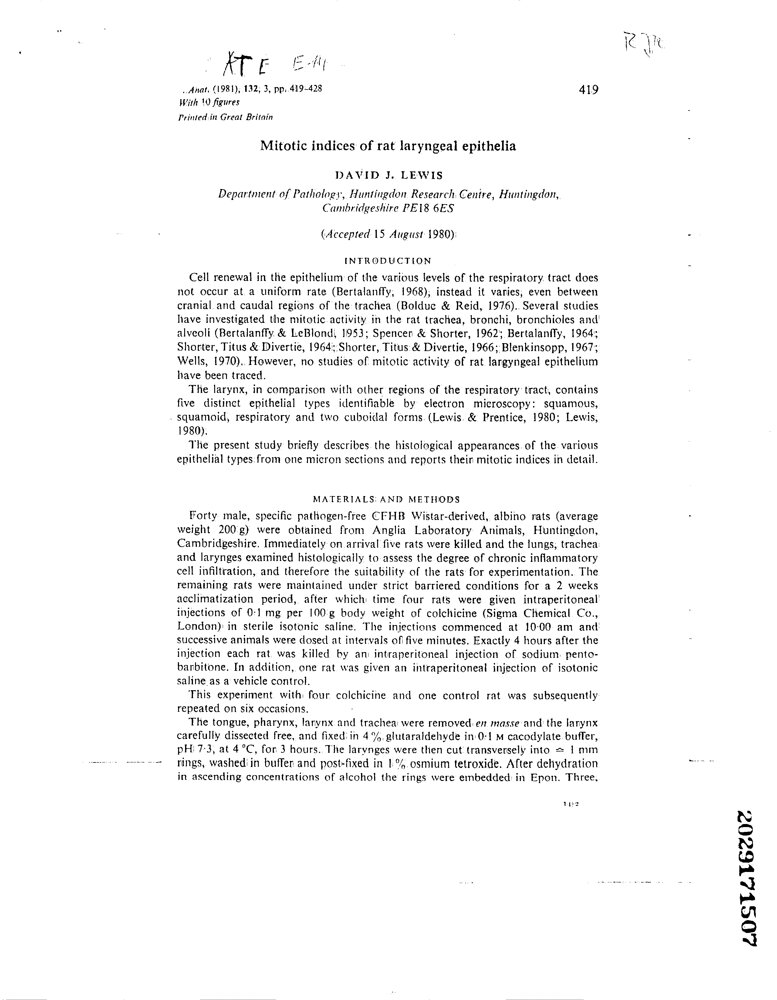 ATE
..Anat. (1981), 132, 3, pp. 419-428
419
With 10 figures
Printed in Great Britain
Mitotic indices of rat laryngeal epithelia
DAVID J. LEWIS
Department of Pathology, Huntingdon Research Centre, Huntingdon,
Cambridgeshire PE18 6ES
(Accepted 15 August 1980)
INTRODUCTION
Cell renewal in the epithelium of the various levels of the respiratory tract does
not occur at a uniform rate (Bertalanffy, 1968); instead it varies, even between
cranial and caudal regions of the trachea (Bolduc & Reid, 1976). Several studies
have investigated the mitotic activity in the rat trachea, bronchi, bronchioles and
alveoli (Bertalanffy & LeBlond, 1953; Spencer & Shorter, 1962; Bertalanffy, 1964;
Shorter, Titus & Divertie, 1964; Shorter, Titus & Divertie, 1966; Blenkinsopp, 1967;
Wells, 1970). However, no studies of mitotic activity of rat largyngeal epithelium
have been traced.
The larynx, in comparison with other regions of the respiratory tract, contains
five distinct epithelial types identifiable by electron microscopy: squamous,
squamoid, respiratory and two cuboidal forms (Lewis & Prentice, 1980; Lewis,
1980).
The present study briefly describes the histological appearances of the various
epithelial types from one micron sections and reports their mitotic indices in detail.
MATERIALS AND METHODS
Forty male, specific pathogen-free CFHB Wistar-derived, albino rats (average
weight 200 g) were obtained from Anglia Laboratory Animals, Huntingdon,
Cambridgeshire. Immediately on arrival five rats were killed and the lungs, trachea
and larynges examined histologically to assess the degree of chronic inflammatory
cell infiltration, and therefore the suitability of the rats for experimentation. The
remaining rats were maintained under strict barriered conditions for a 2 weeks
acclimatization period, after which time four rats were given intraperitoneal
injections of 0·1 mg per 100 g body weight of colchicine (Sigma Chemical Co.,
London) in sterile isotonic saline. The injections commenced at 10·00 am and
successive animals were dosed at intervals of five minutes. Exactly 4 hours after the
injection each rat was killed by an intraperitoneal injection of sodium pento-
barbitone. In addition, one rat was given an intraperitoneal injection of isotonic
saline as a vehicle control.
This experiment with four colchicine and one control rat was subsequently
repeated on six occasions.
The tongue, pharynx, larynx and trachea were removed en masse and the larynx
carefully dissected free, and fixed in 4 % glutaraldehyde in 0·1 M cacodylate buffer,
pH 7·3, at 4 °C, for 3 hours. The larynges were then cut transversely into ≃ 1 mm
rings, washed in buffer and post-fixed in 1 % osmium tetroxide. After dehydration
in ascending concentrations of alcohol the rings were embedded in Epon. Three,
2029171507